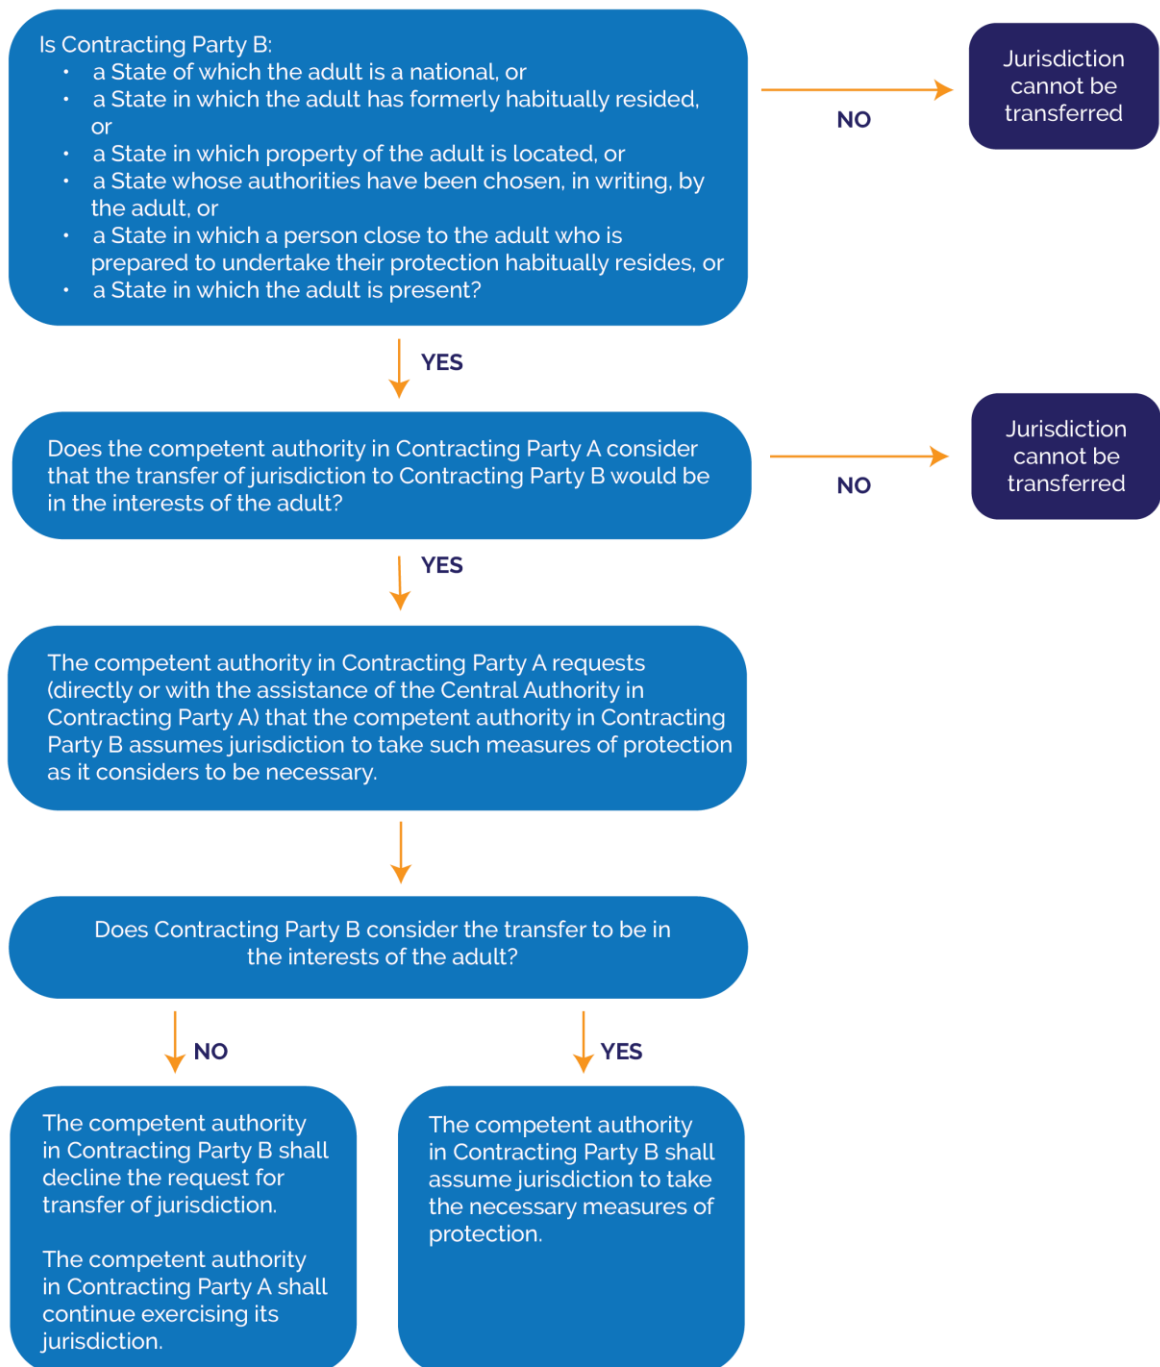 Is Contracting Party B:
• a State of which the adult is a national, or
• a State in which the adult has formerly habitually resided,
or
• a State in which property of the adult is located, or
• a State whose authorities have been chosen, in writing, by
the adult, or
• a State in which a person close to the adult who is
prepared to undertake their protection habitually resides, or
• a State in which the adult is present?
NO
Jurisdiction
cannot be
transferred
YES
Does the competent authority in Contracting Party A consider
that the transfer of jurisdiction to Contracting Party B would be
in the interests of the adult?
NO
Jurisdiction
cannot be
transferred
YES
The competent authority in Contracting Party A requests
(directly or with the assistance of the Central Authority in
Contracting Party A) that the competent authority in Contracting
Party B assumes jurisdiction to take such measures of protection
as it considers to be necessary.
Does Contracting Party B consider the transfer to be in
the interests of the adult?
NO
The competent authority
in Contracting Party B shall
decline the request for
transfer of jurisdiction.
The competent authority
in Contracting Party A shall
continue exercising its
jurisdiction.
YES
The competent authority
in Contracting Party B shall
assume jurisdiction to take
the necessary measures of
protection.